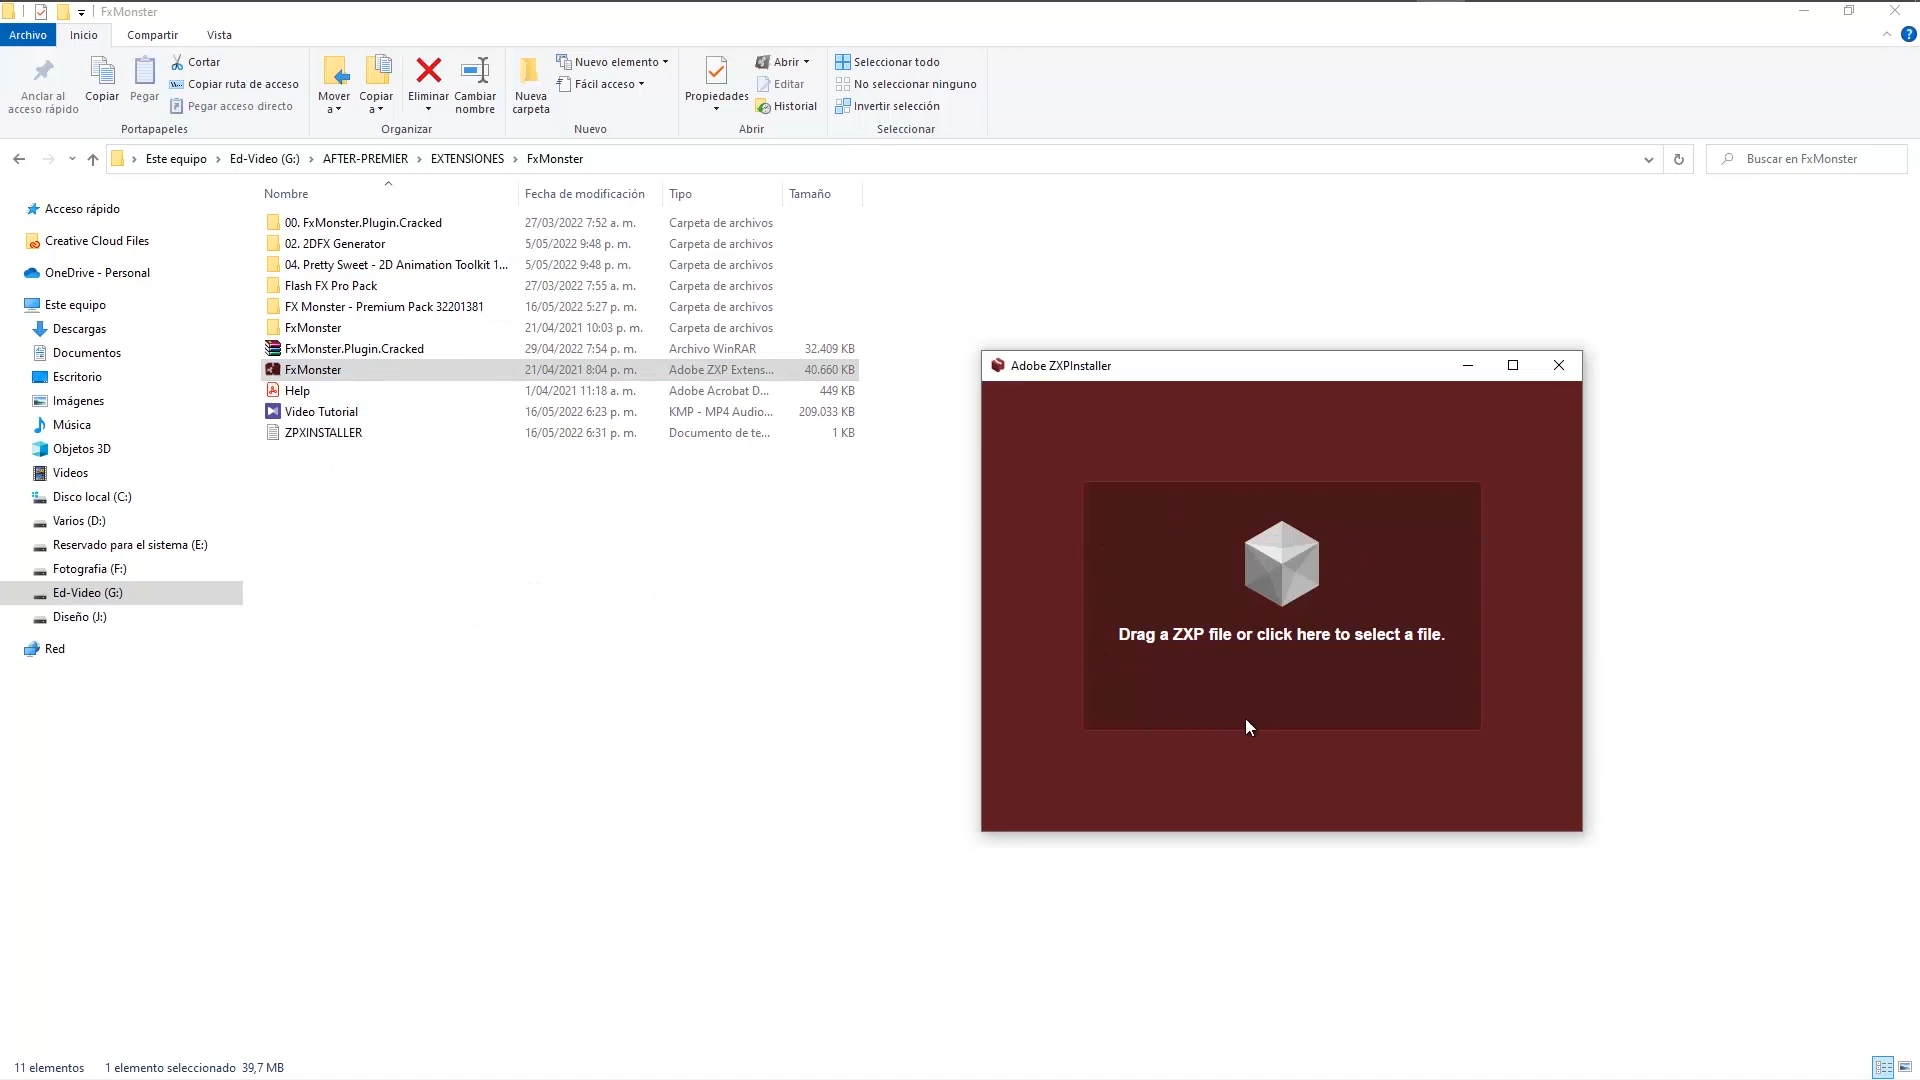 FxMonster
Archivo Inicio Compartir Vista
Anclar al acceso rápido
Copiar
Pegar
Cortar
Copiar ruta de acceso
Pegar acceso directo
Portapapeles
Mover a
Copiar a
Eliminar
Cambiar nombre
Organizar
Nueva carpeta
Nuevo elemento
Fácil acceso
Nuevo
Propiedades
Abrir
Editar
Historial
Abrir
Seleccionar todo
No seleccionar ninguno
Invertir selección
Seleccionar
Este equipo › Ed-Video (G:) › AFTER-PREMIER › EXTENSIONES › FxMonster
Buscar en FxMonster
Acceso rápido
Creative Cloud Files
OneDrive - Personal
Este equipo
Descargas
Documentos
Escritorio
Imágenes
Música
Objetos 3D
Videos
Disco local (C:)
Varios (D:)
Reservado para el sistema (E:)
Fotografia (F:)
Ed-Video (G:)
Diseño (J:)
Red
Nombre Fecha de modificación Tipo Tamaño
00. FxMonster.Plugin.Cracked 27/03/2022 7:52 a. m. Carpeta de archivos
02. 2DFX Generator 5/05/2022 9:48 p. m. Carpeta de archivos
04. Pretty Sweet - 2D Animation Toolkit 1... 5/05/2022 9:48 p. m. Carpeta de archivos
Flash FX Pro Pack 27/03/2022 7:55 a. m. Carpeta de archivos
FX Monster - Premium Pack 32201381 16/05/2022 5:27 p. m. Carpeta de archivos
FxMonster 21/04/2021 10:03 p. m. Carpeta de archivos
FxMonster.Plugin.Cracked 29/04/2022 7:54 p. m. Archivo WinRAR 32.409 KB
FxMonster 21/04/2021 8:04 p. m. Adobe ZXP Extens... 40.660 KB
Help 1/04/2021 11:18 a. m. Adobe Acrobat D... 449 KB
Video Tutorial 16/05/2022 6:23 p. m. KMP - MP4 Audio... 209.033 KB
ZPXINSTALLER 16/05/2022 6:31 p. m. Documento de te... 1 KB
Adobe ZXPInstaller
Drag a ZXP file or click here to select a file.
11 elementos 1 elemento seleccionado 39,7 MB